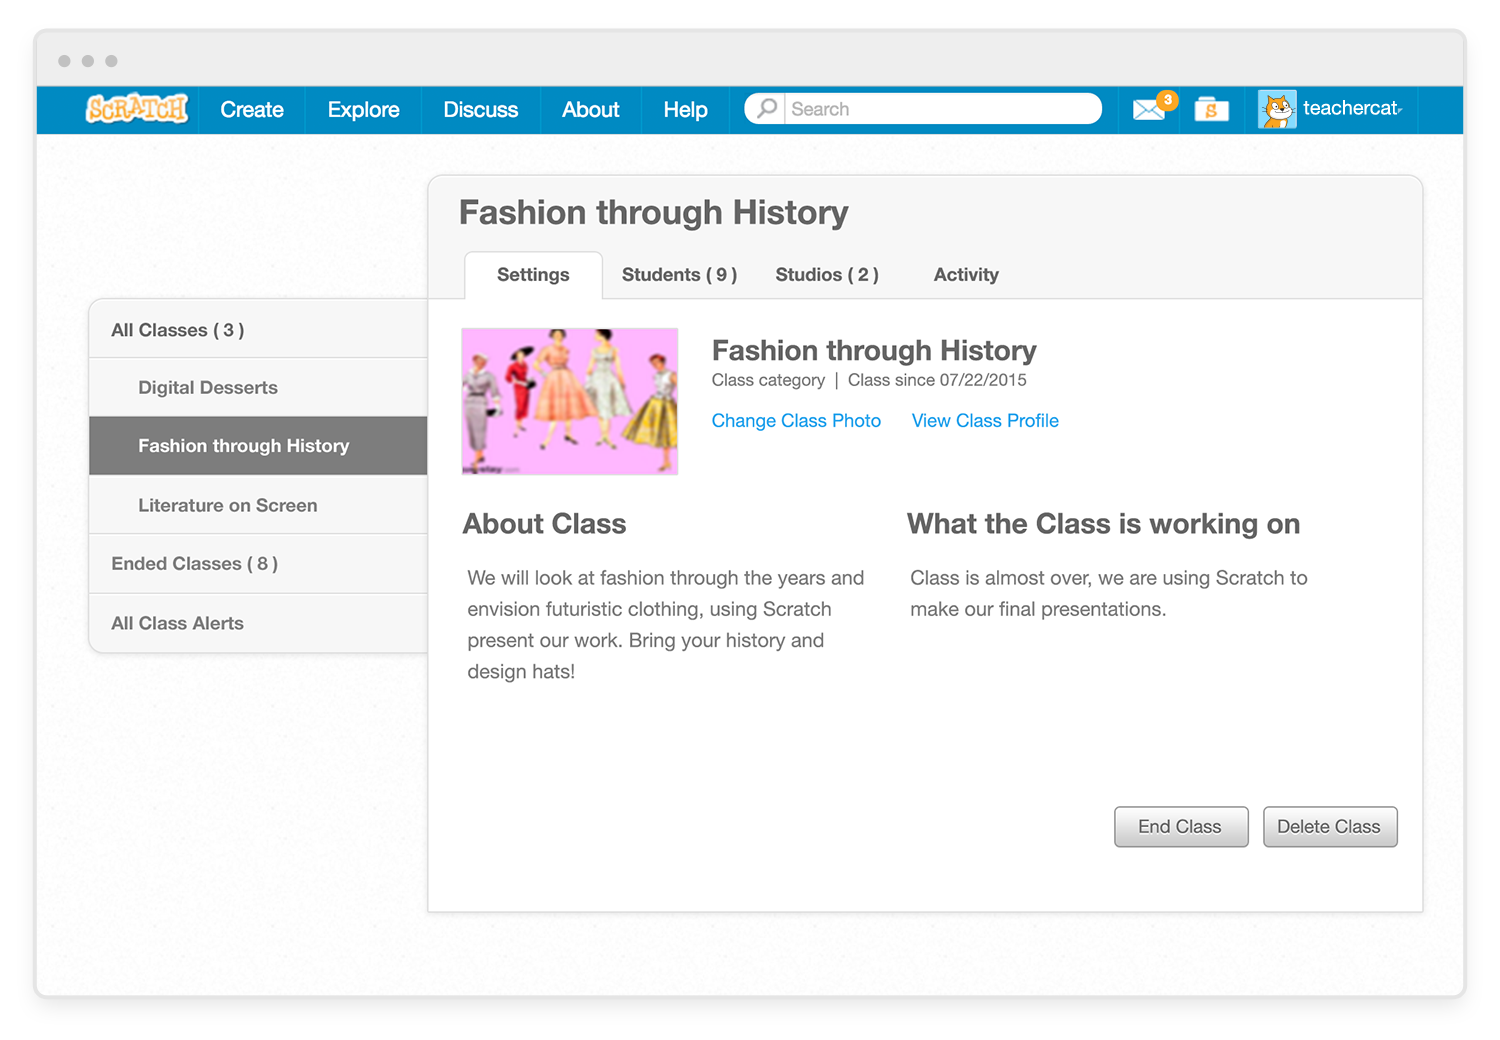 SCRATCH Create Explore Discuss About Help Search 3 S teachercat
Fashion through History
Settings Students ( 9 ) Studios ( 2 ) Activity
All Classes ( 3 )
Digital Desserts
Fashion through History
Literature on Screen
Ended Classes ( 8 )
All Class Alerts
Fashion through History
Class category | Class since 07/22/2015
Change Class Photo View Class Profile
About Class
We will look at fashion through the years and
envision futuristic clothing, using Scratch
present our work. Bring your history and
design hats!
What the Class is working on
Class is almost over, we are using Scratch to
make our final presentations.
End Class Delete Class